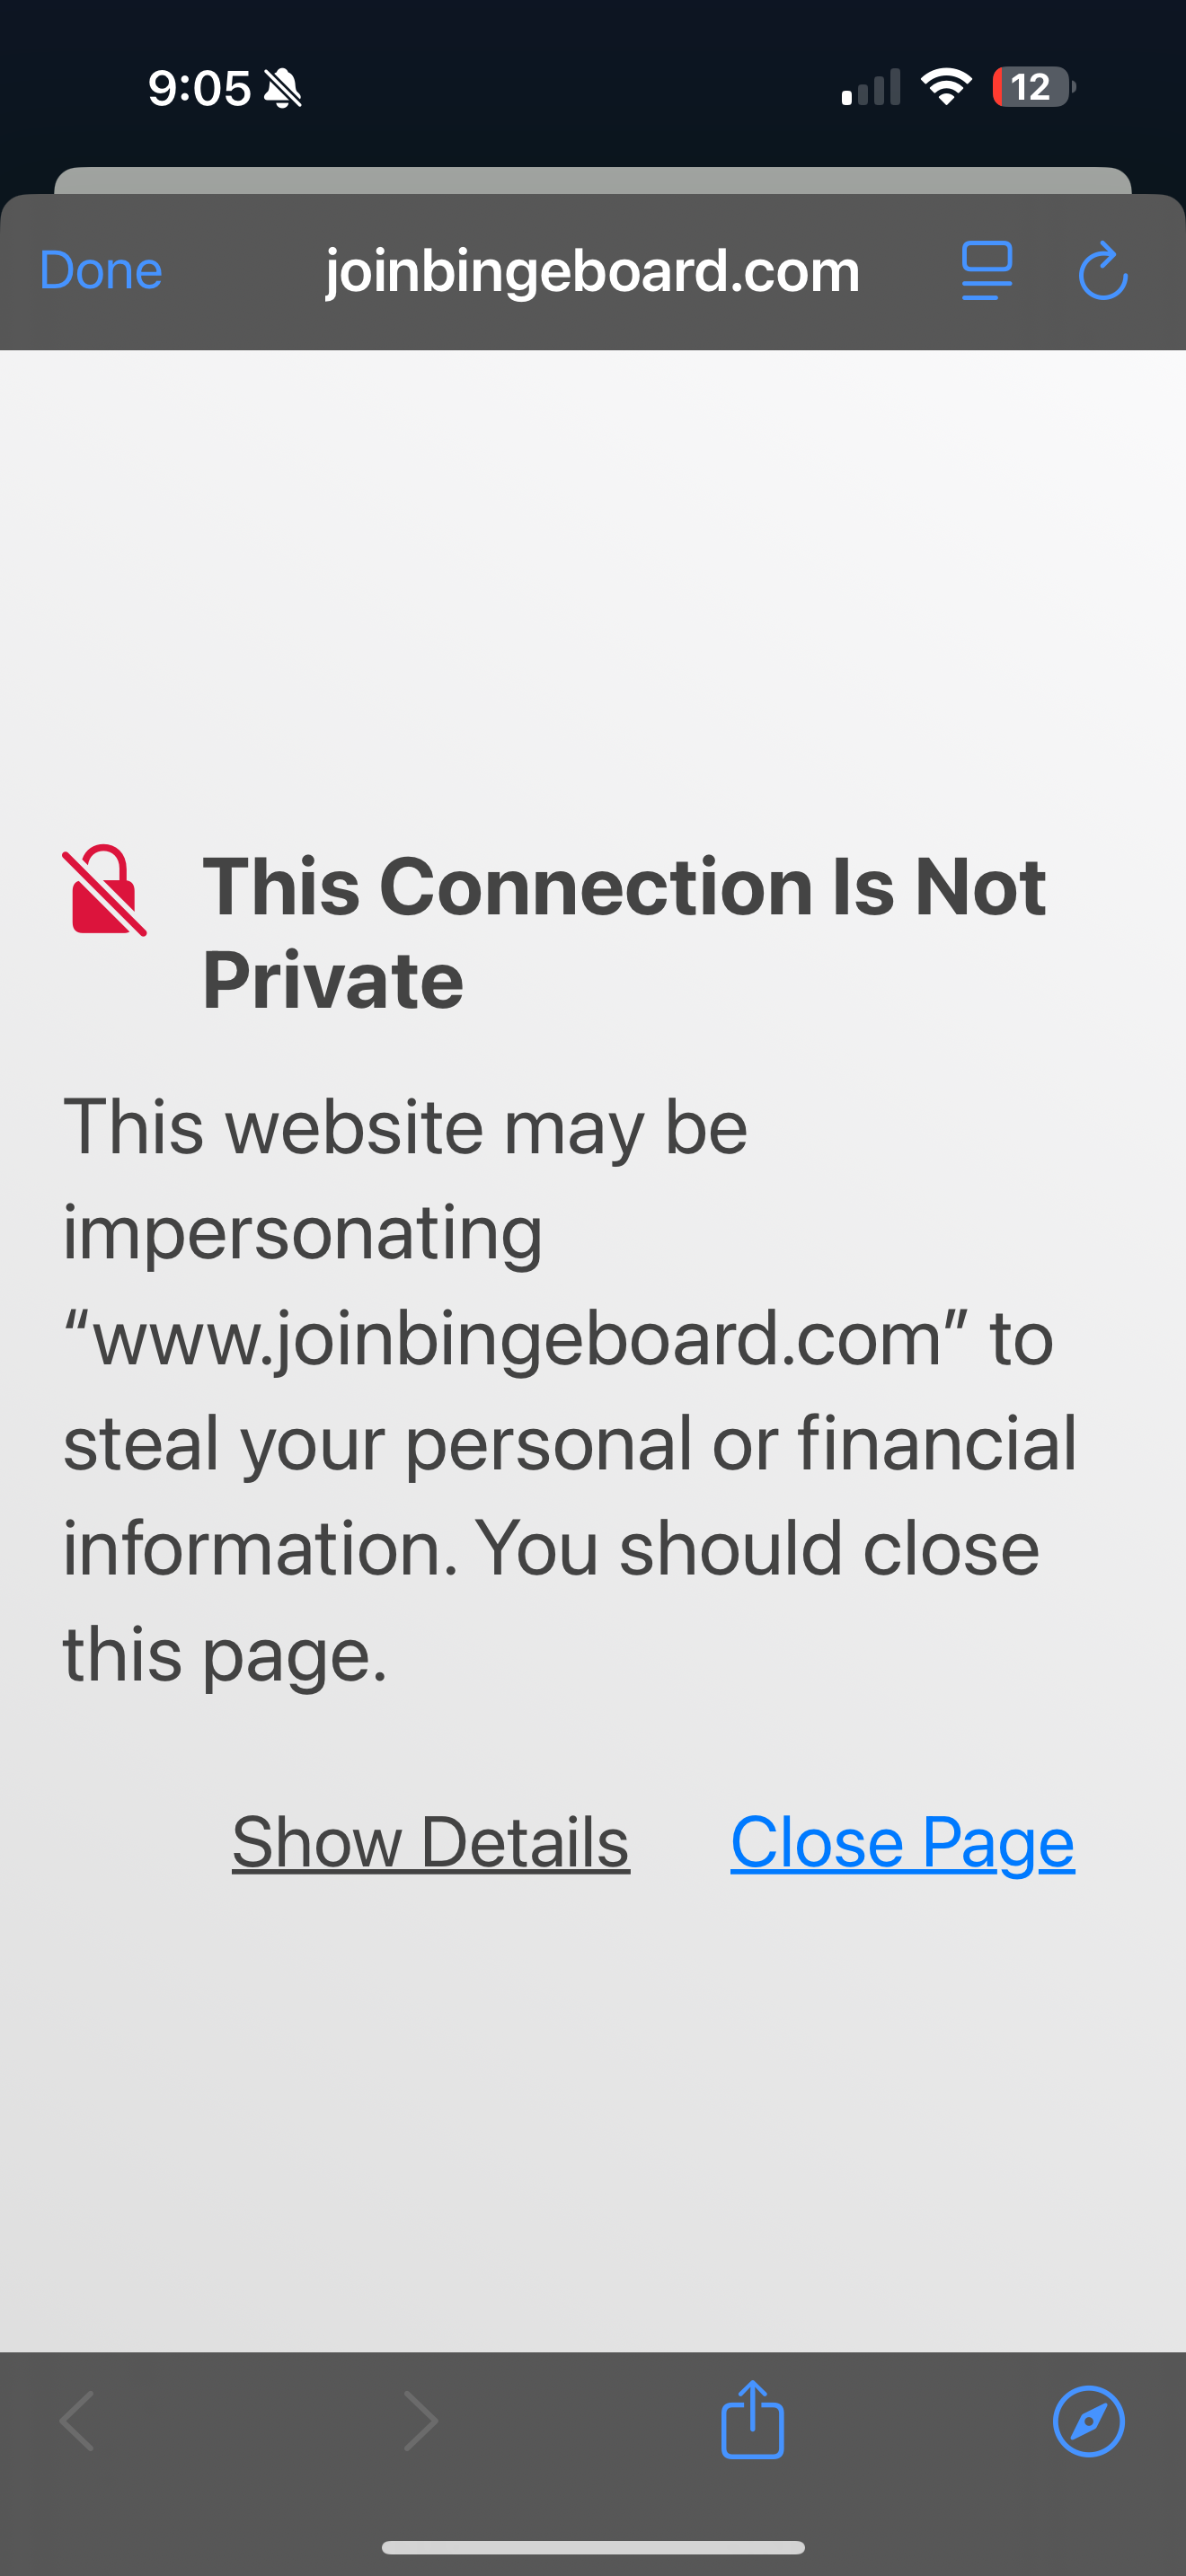 9:05
12
Done
joinbingeboard.com
This Connection Is Not
Private
This website may be
impersonating
“www.joinbingeboard.com” to
steal your personal or financial
information. You should close
this page.
Show Details
Close Page